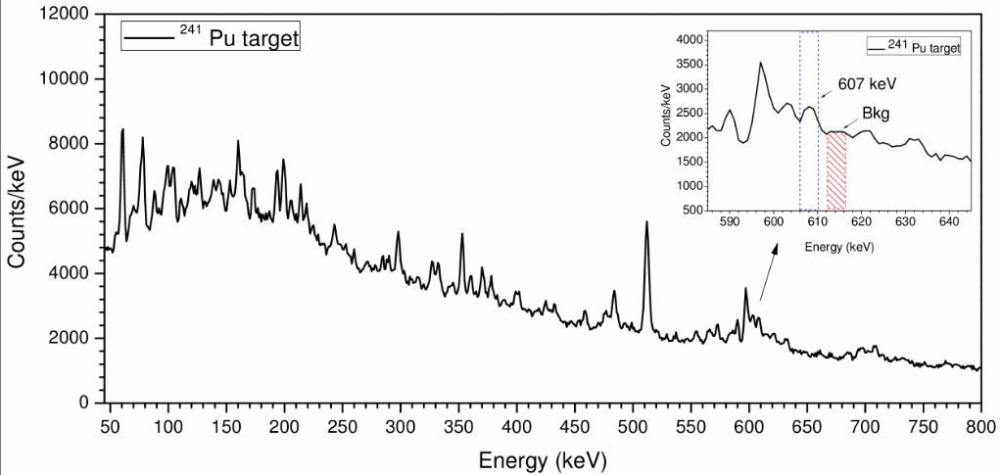 12000
10000
8000
6000
4000
2000
0
Counts/keV
²⁴¹ Pu target
50 100 150 200 250 300 350 400 450 500 550 600 650 700 750 800
Energy (keV)
4000
3500
3000
2500
2000
1500
1000
500
Counts/keV
²⁴¹ Pu target
607 keV
Bkg
590 600 610 620 630 640
Energy (keV)